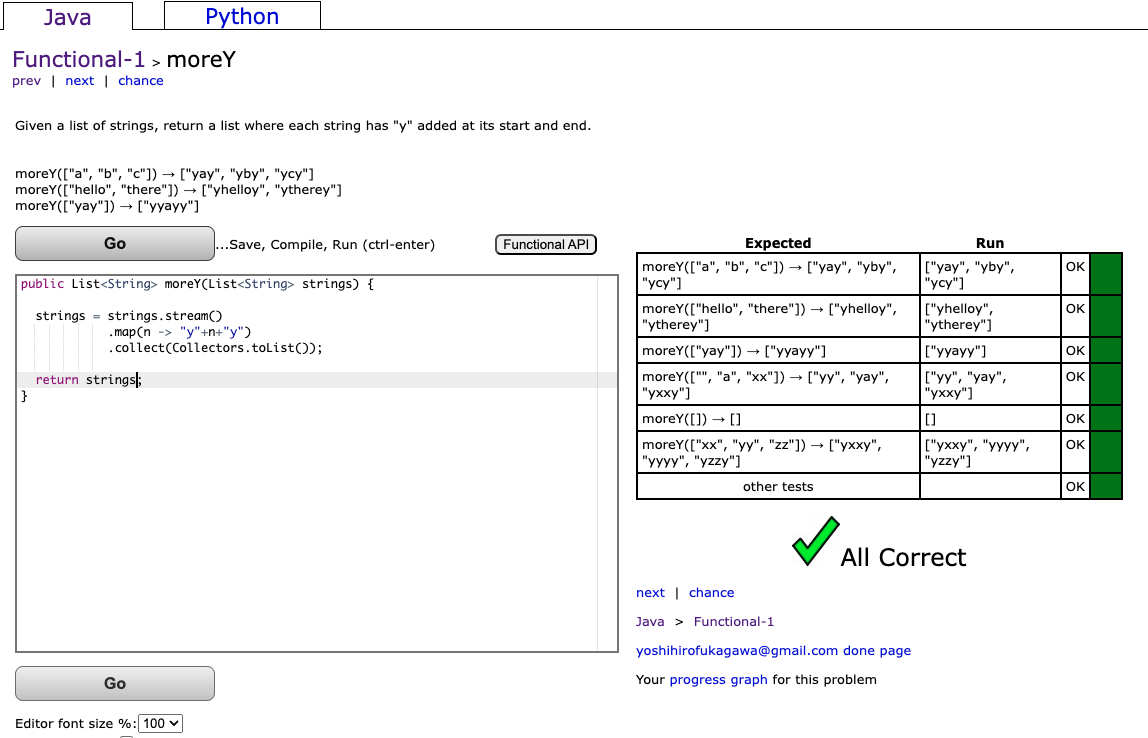 Java
Python
Functional-1 > moreY
prev | next | chance
Given a list of strings, return a list where each string has "y" added at its start and end.
moreY(["a", "b", "c"]) → ["yay", "yby", "ycy"]
moreY(["hello", "there"]) → ["yhelloy", "ytherey"]
moreY(["yay"]) → ["yyayy"]
Go
...Save, Compile, Run (ctrl-enter)
Functional API
public List<String> moreY(List<String> strings) {
strings = strings.stream()
.map(n -> "y"+n+"y")
.collect(Collectors.toList());
return strings;
}
Go
Editor font size %: 100
Expected
Run
moreY(["a", "b", "c"]) → ["yay", "yby",
"ycy"]
["yay", "yby",
"ycy"]
OK
moreY(["hello", "there"]) → ["yhelloy",
"ytherey"]
["yhelloy",
"ytherey"]
OK
moreY(["yay"]) → ["yyayy"]
["yyayy"]
OK
moreY(["", "a", "xx"]) → ["yy", "yay",
"yxxy"]
["yy", "yay",
"yxxy"]
OK
moreY([]) → []
[]
OK
moreY(["xx", "yy", "zz"]) → ["yxxy",
"yyyy", "yzzy"]
["yxxy", "yyyy",
"yzzy"]
OK
other tests
OK
All Correct
next | chance
Java > Functional-1
yoshihirofukagawa@gmail.com done page
Your progress graph for this problem